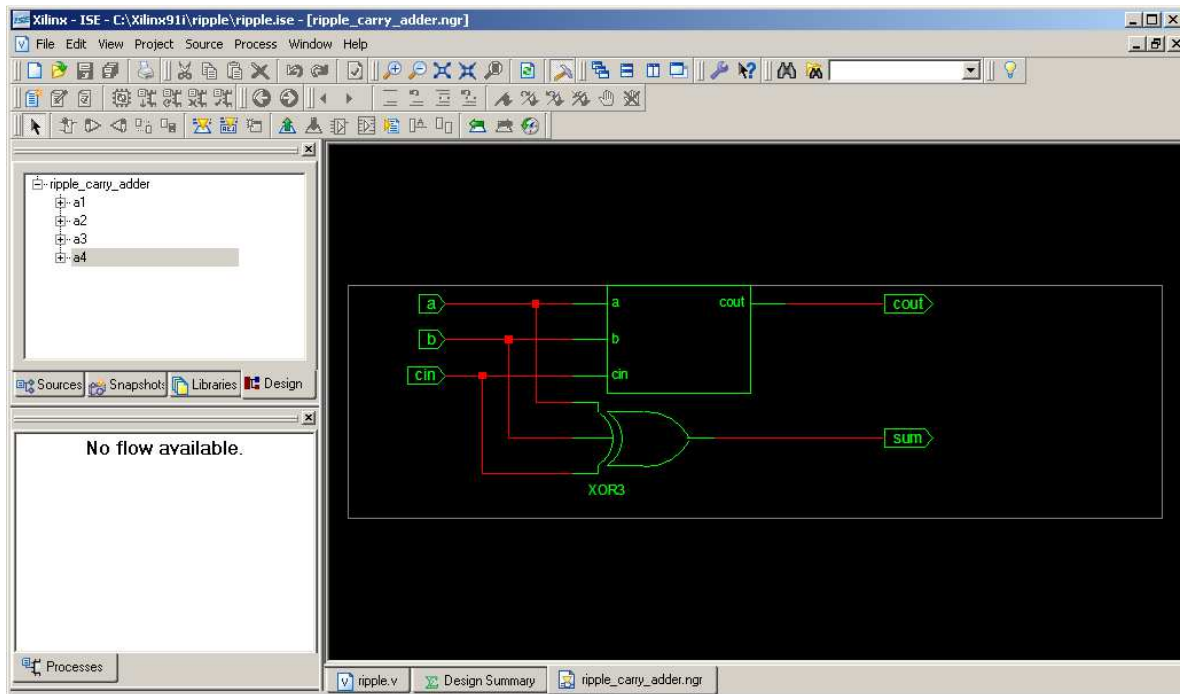 Xilinx - ISE - C:\Xilinx91i\ripple\ripple.ise - [ripple_carry_adder.ngr]
File Edit View Project Source Process Window Help
ripple_carry_adder
a1
a2
a3
a4
Sources Snapshots Libraries Design
No flow available.
Processes
a
b
cin
a
b
cin
cout
cout
sum
XOR3
ripple.v Design Summary ripple_carry_adder.ngr